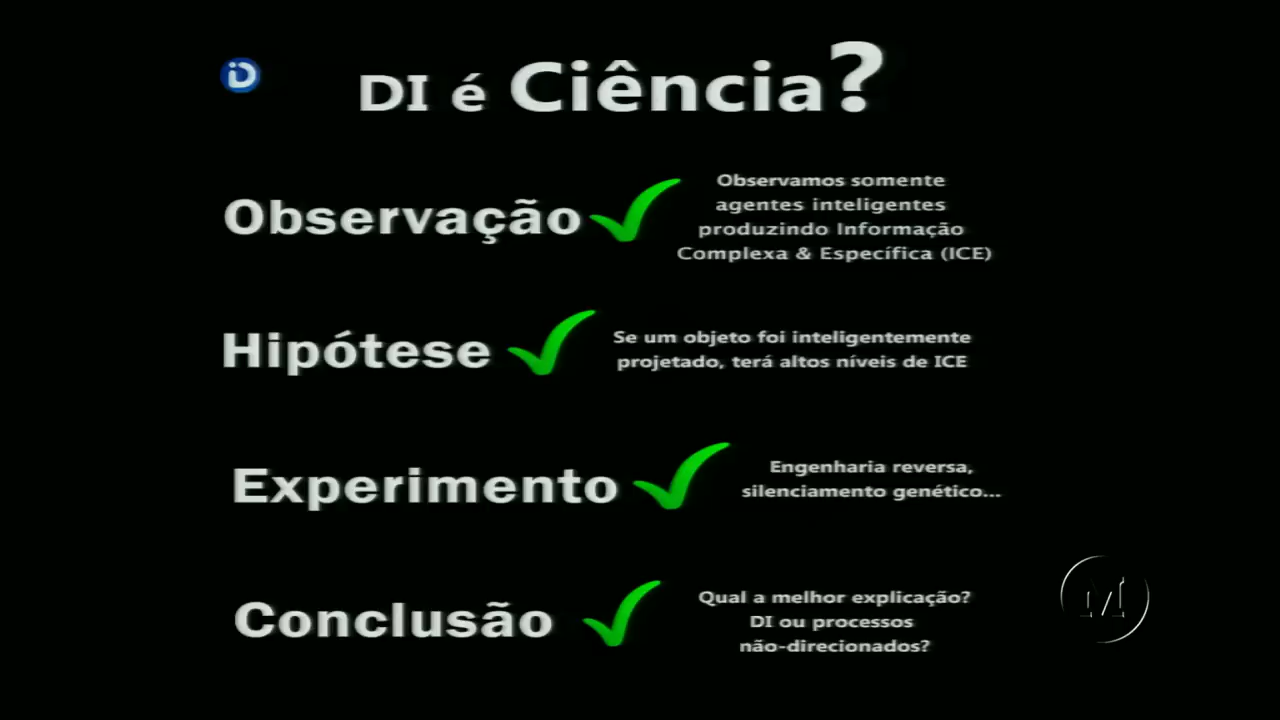 iD
DI é Ciência?
Observação
Observamos somente
agentes inteligentes
produzindo Informação
Complexa & Específica (ICE)
Hipótese
Se um objeto foi inteligentemente
projetado, terá altos níveis de ICE
Experimento
Engenharia reversa,
silenciamento genético...
Conclusão
Qual a melhor explicação?
DI ou processos
não-direcionados?
M